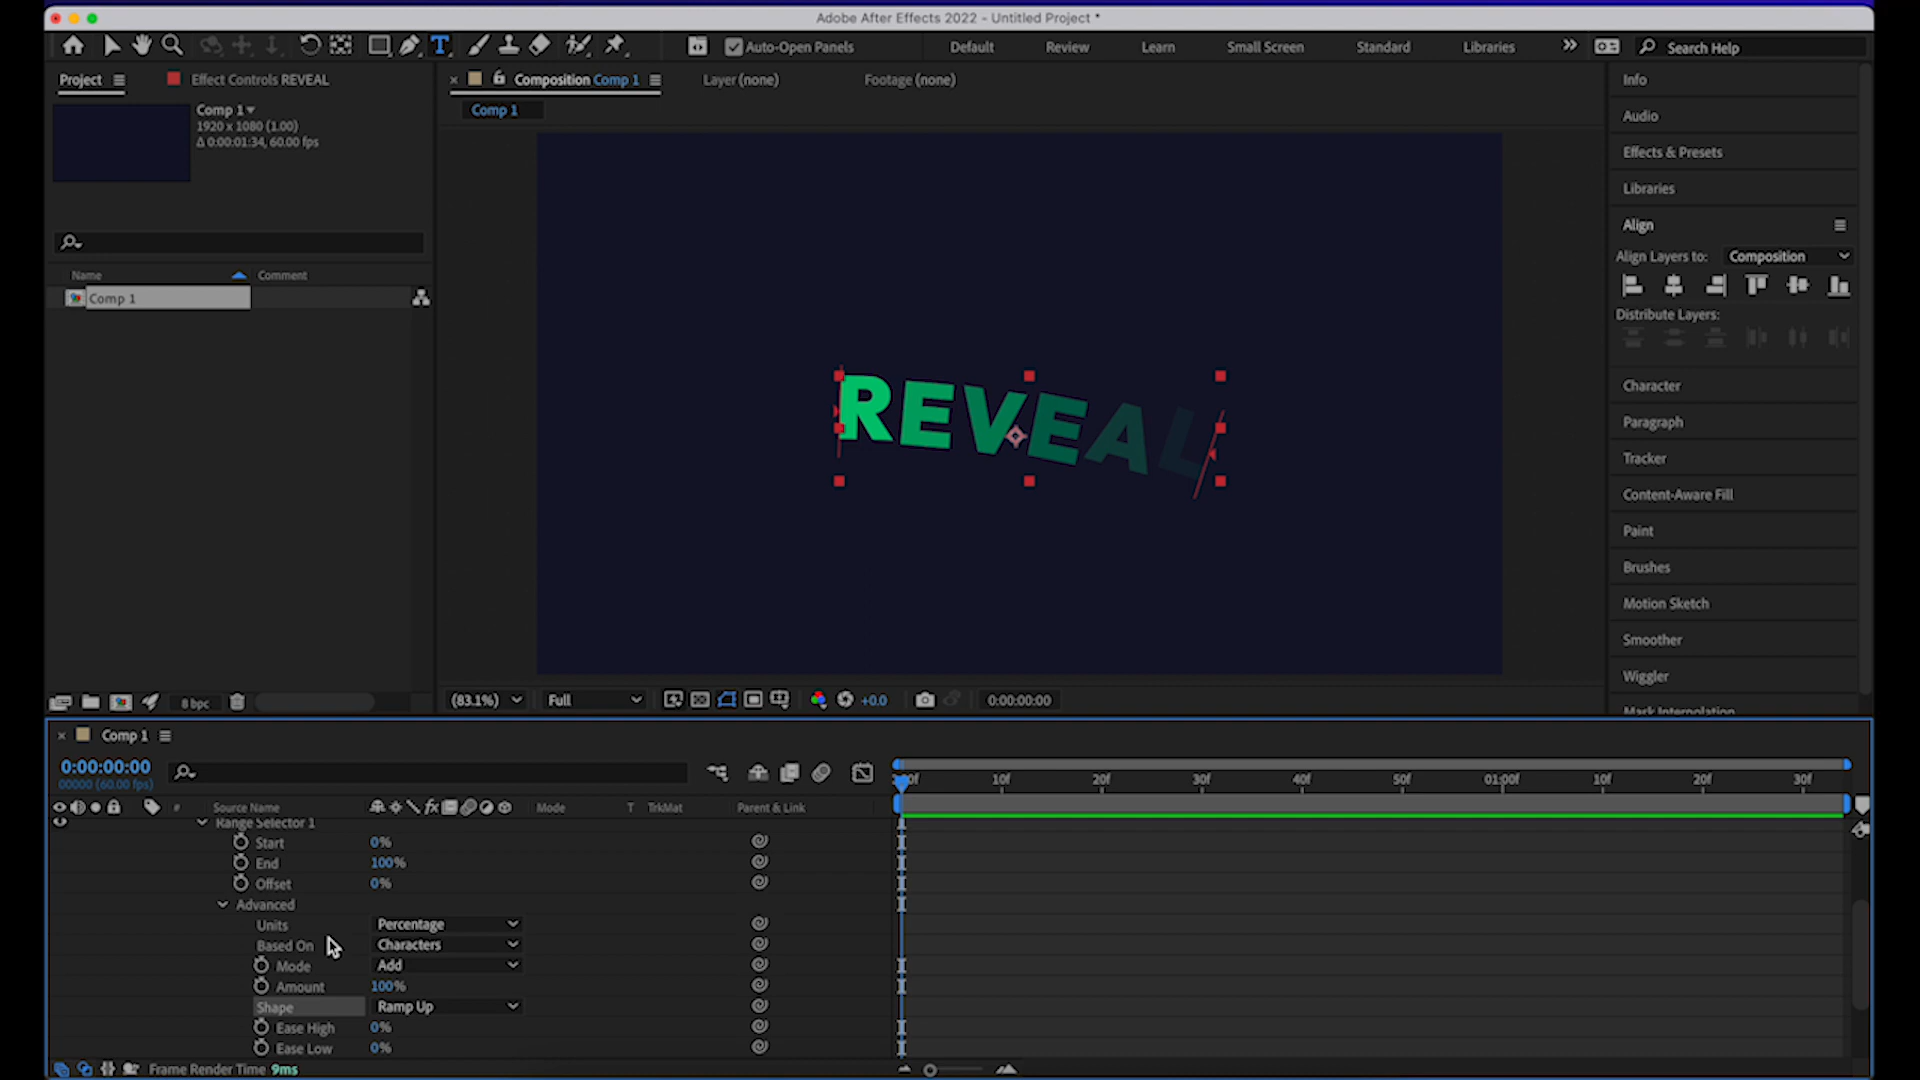 Adobe After Effects 2022 - Untitled Project *
Auto-Open Panels
Default
Review
Learn
Small Screen
Standard
Libraries
Search Help
Project
Effect Controls REVEAL
Composition Comp 1
Layer (none)
Footage (none)
Comp 1
Comp 1
1920 x 1080 (1.00)
Δ 0:00:01:34, 60.00 fps
Name
Comment
Comp 1
8 bpc
REVEAL
(83.1%)
Full
+0.0
0:00:00:00
Info
Audio
Effects & Presets
Libraries
Align
Align Layers to:
Composition
Distribute Layers:
Character
Paragraph
Tracker
Content-Aware Fill
Paint
Brushes
Motion Sketch
Smoother
Wiggler
Mask Interpolation
Comp 1
0:00:00:00
00000 (60.00 fps)
10f
20f
30f
40f
50f
01:00f
10f
20f
30f
#
Source Name
Mode
T
TrkMat
Parent & Link
Range Selector 1
Start
0%
End
100%
Offset
0%
Advanced
Units
Percentage
Based On
Characters
Mode
Add
Amount
100%
Shape
Ramp Up
Ease High
0%
Ease Low
0%
Frame Render Time 9ms